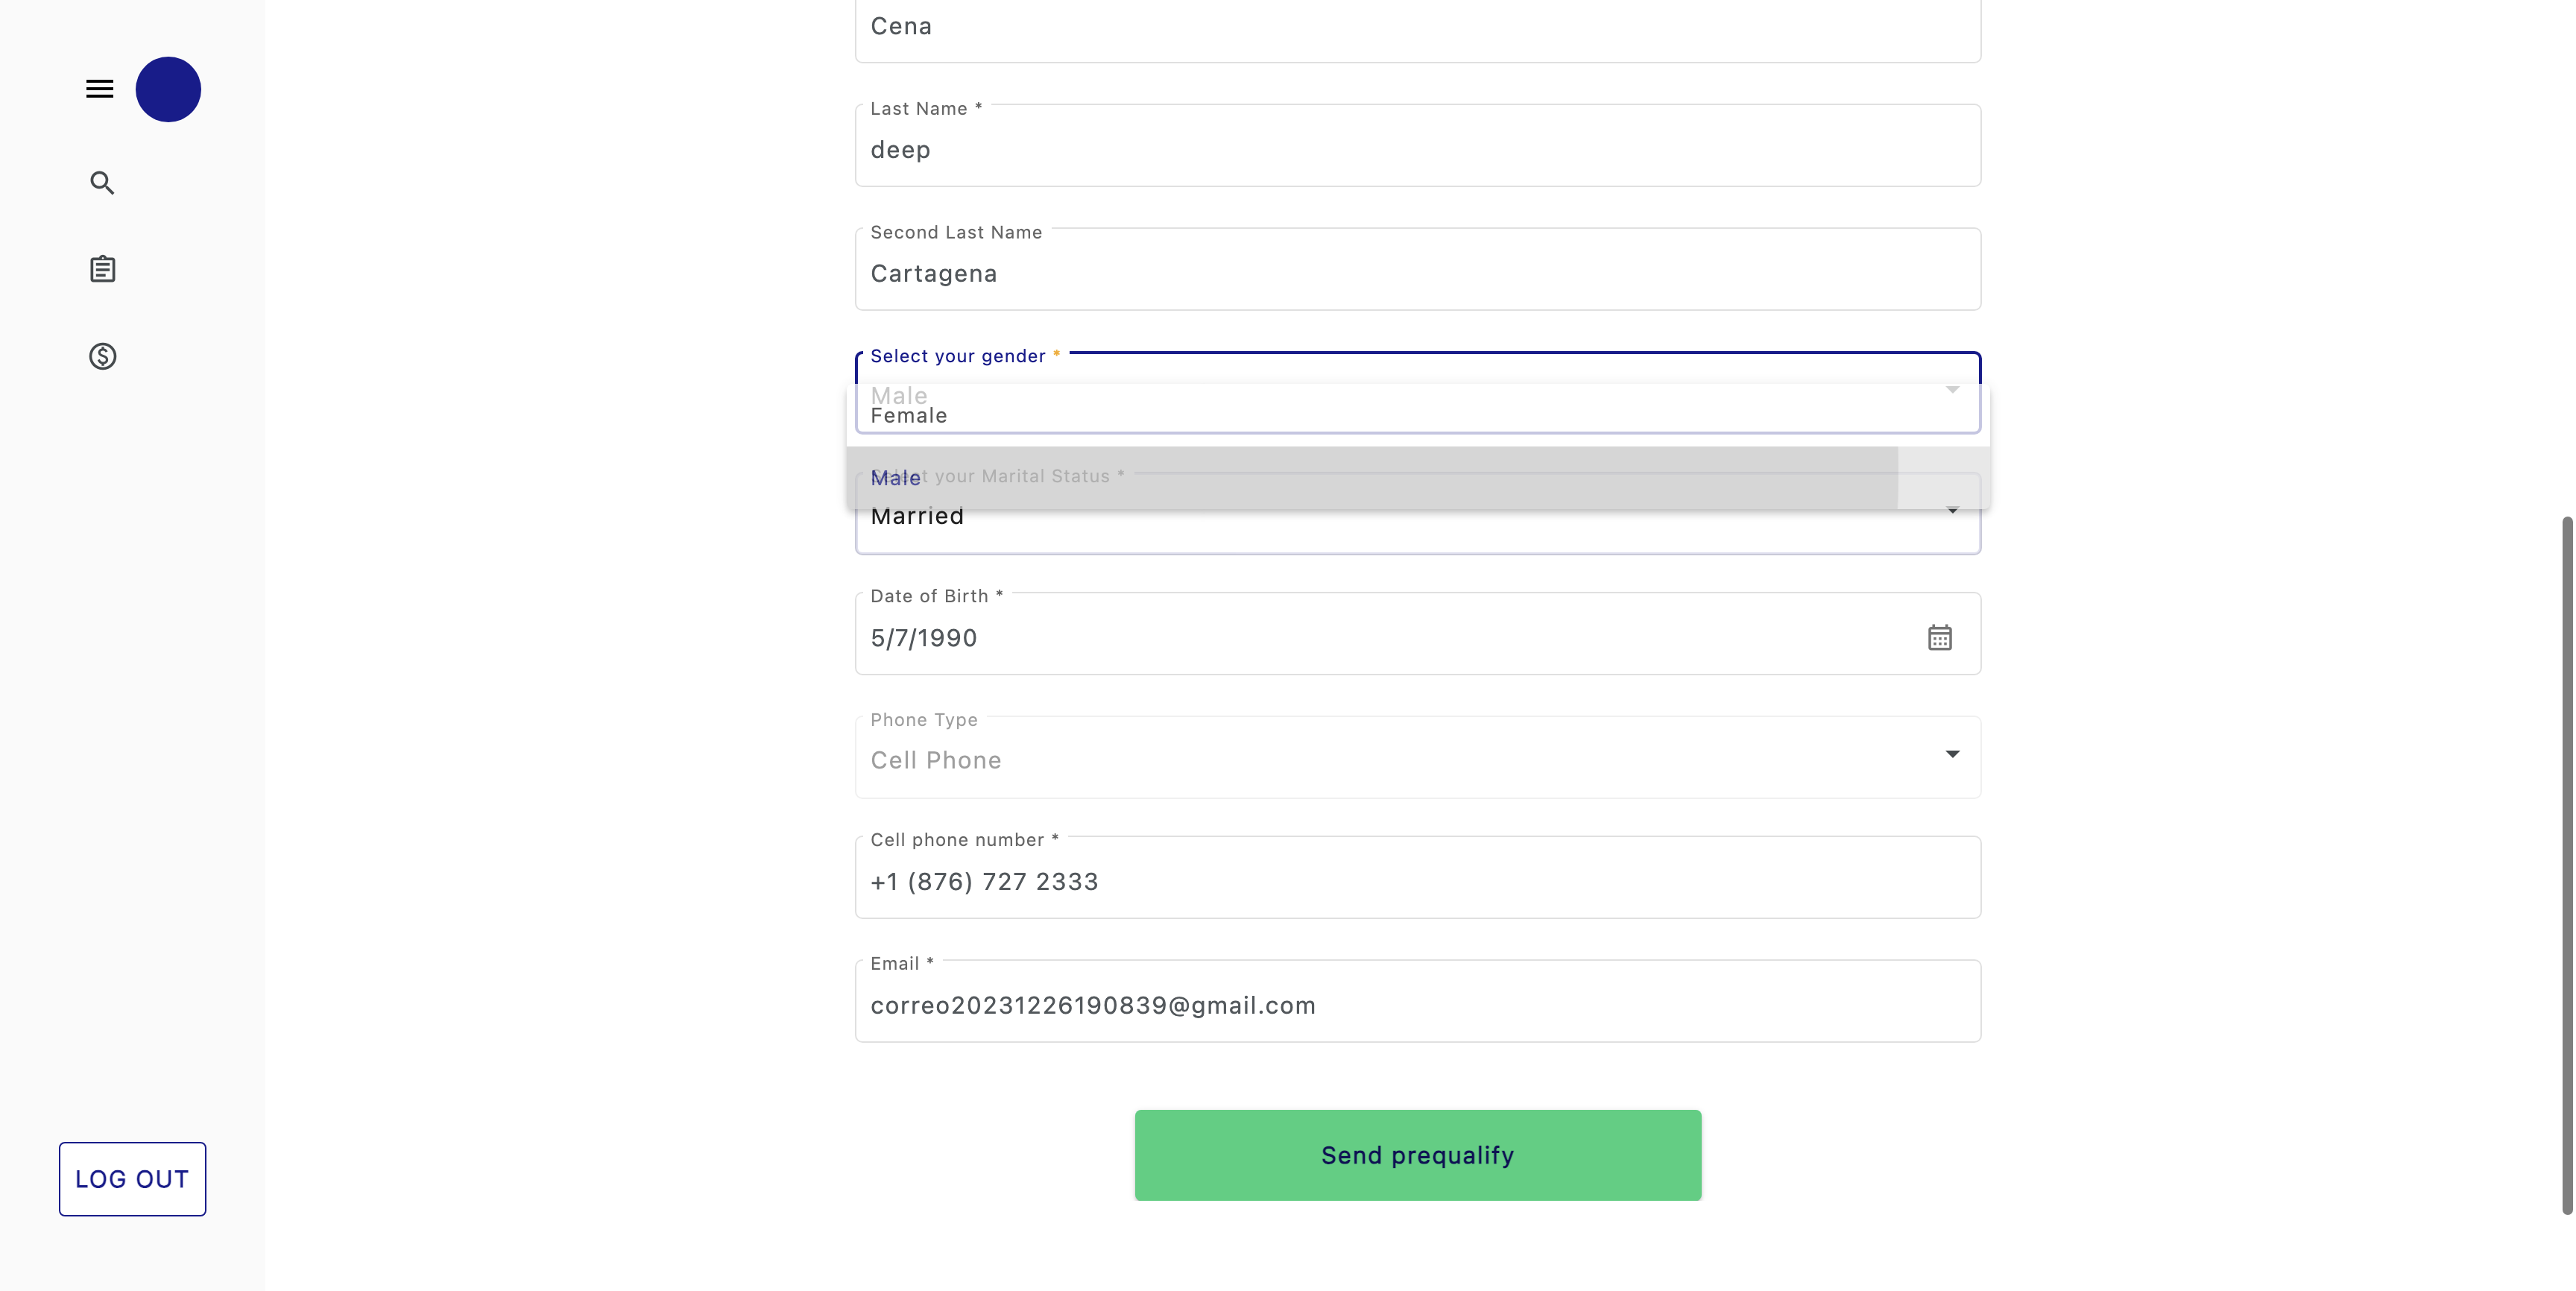 Cena
Last Name *
deep
Second Last Name
Cartagena
Select your gender *
Male
Female
Select your Marital Status *
Male
Married
Date of Birth *
5/7/1990
Phone Type
Cell Phone
Cell phone number *
+1 (876) 727 2333
Email *
correo20231226190839@gmail.com
Send prequalify
LOG OUT